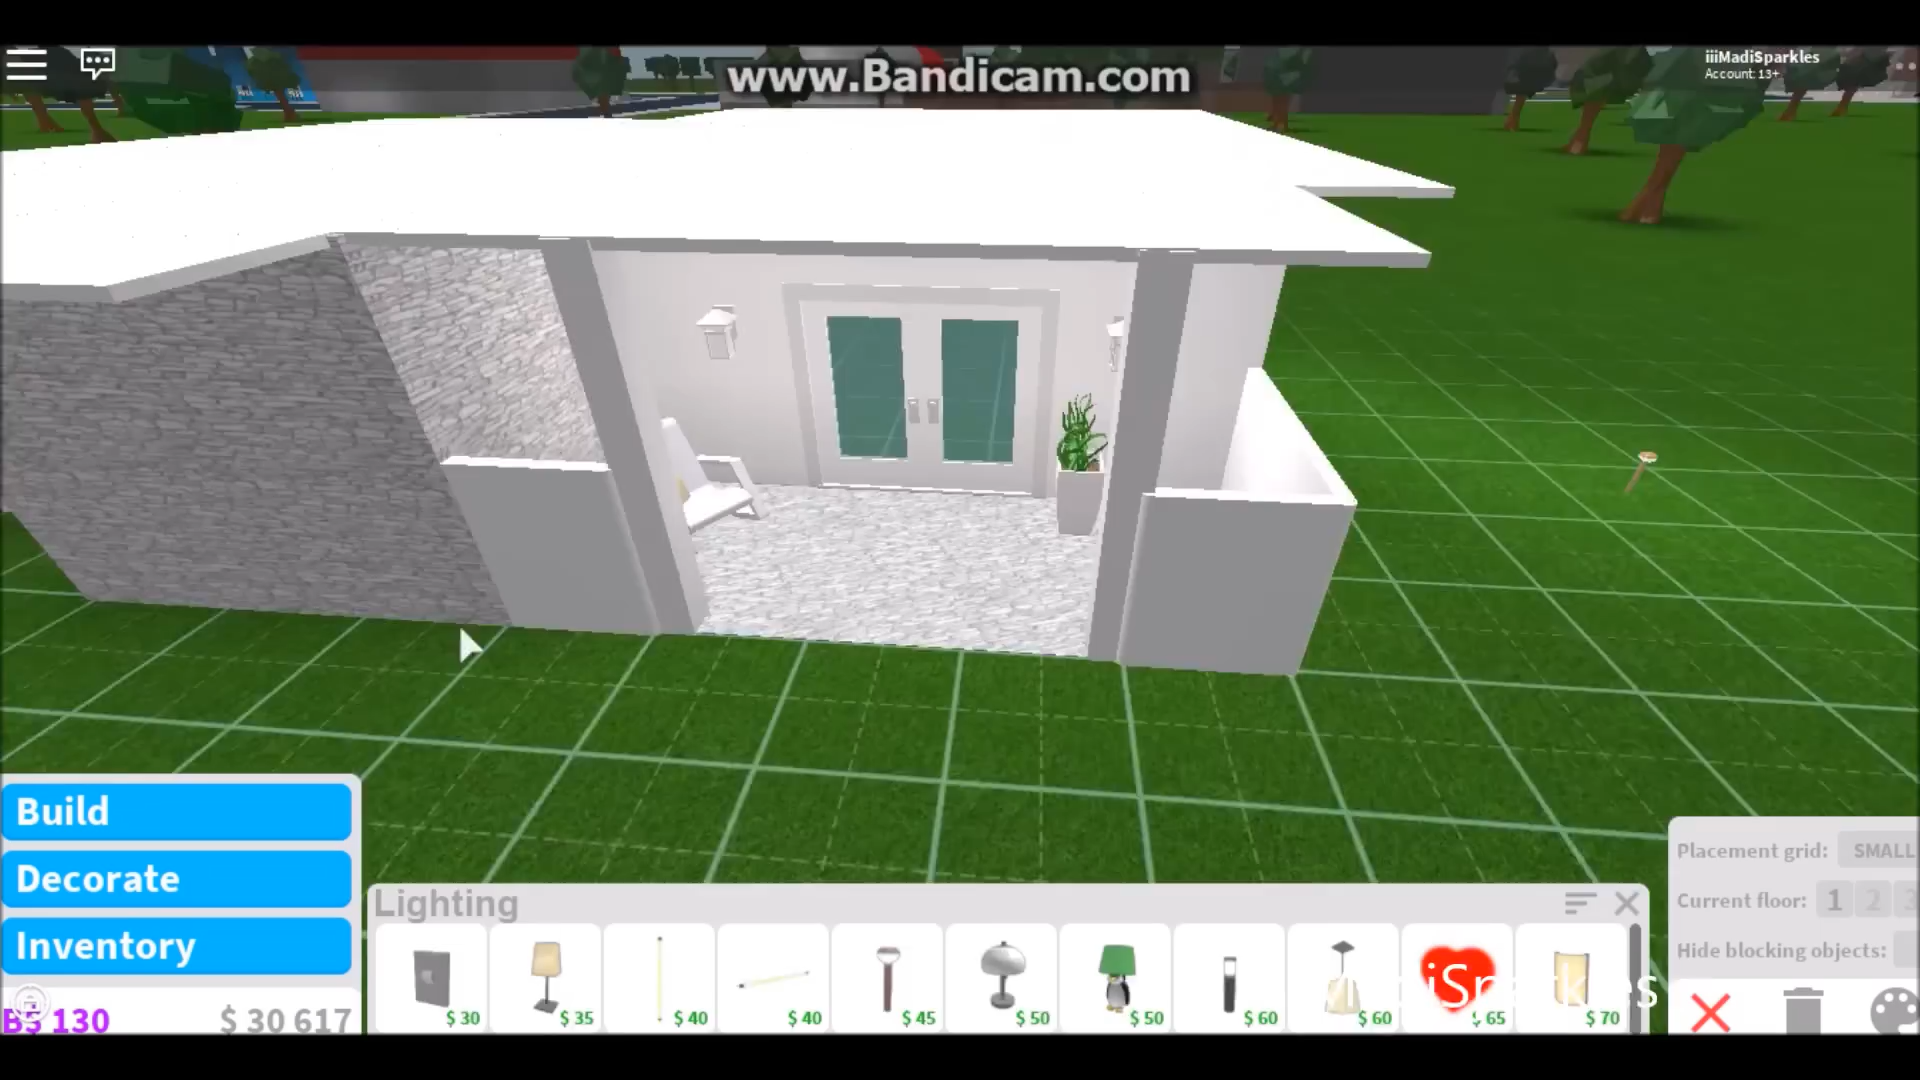 www.Bandicam.com
iiiMadiSparkles
Account: 13+
Build
Decorate
Inventory
B$ 130
$ 30 617
Lighting
$ 30
$ 35
$ 40
$ 40
$ 45
$ 50
$ 50
$ 60
$ 60
$ 65
$ 70
Placement grid: SMALL
Current floor: 1 2 3
Hide blocking objects: